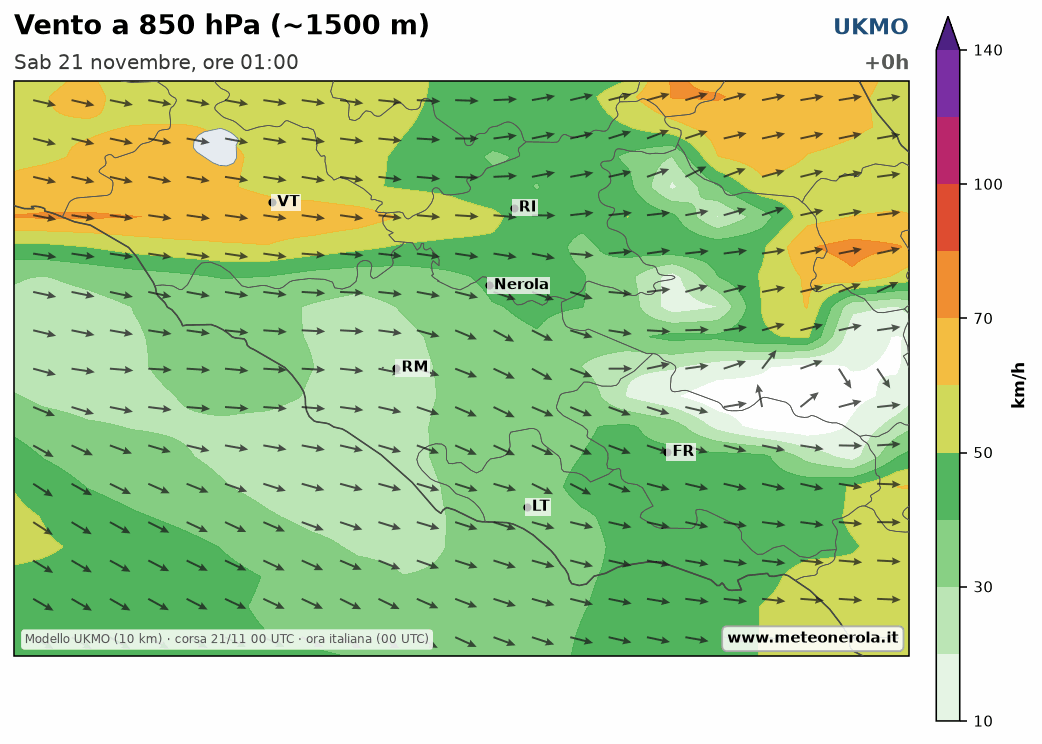 Vento a 850 hPa (~1500 m)
UKMO
Sab 21 novembre, ore 01:00
+0h
140
100
70
50
30
10
km/h
VT
RI
Nerola
RM
FR
LT
Modello UKMO (10 km) · corsa 21/11 00 UTC · ora italiana (00 UTC)
www.meteonerola.it